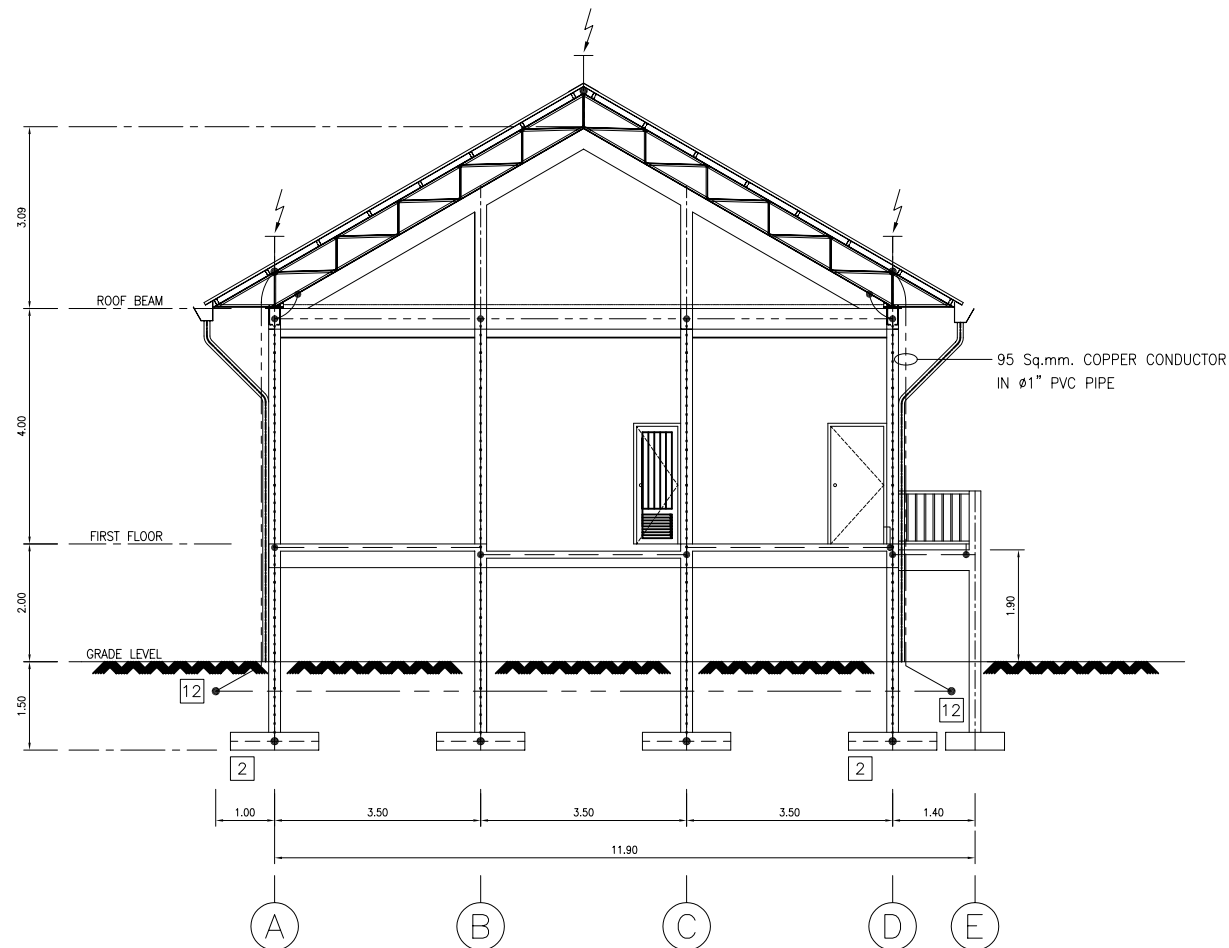 3.09
ROOF BEAM
95 Sq.mm. COPPER CONDUCTOR
IN ø1" PVC PIPE
4.00
FIRST FLOOR
2.00
1.90
GRADE LEVEL
1.50
12
12
2
2
1.00
3.50
3.50
3.50
1.40
11.90
A
B
C
D
E